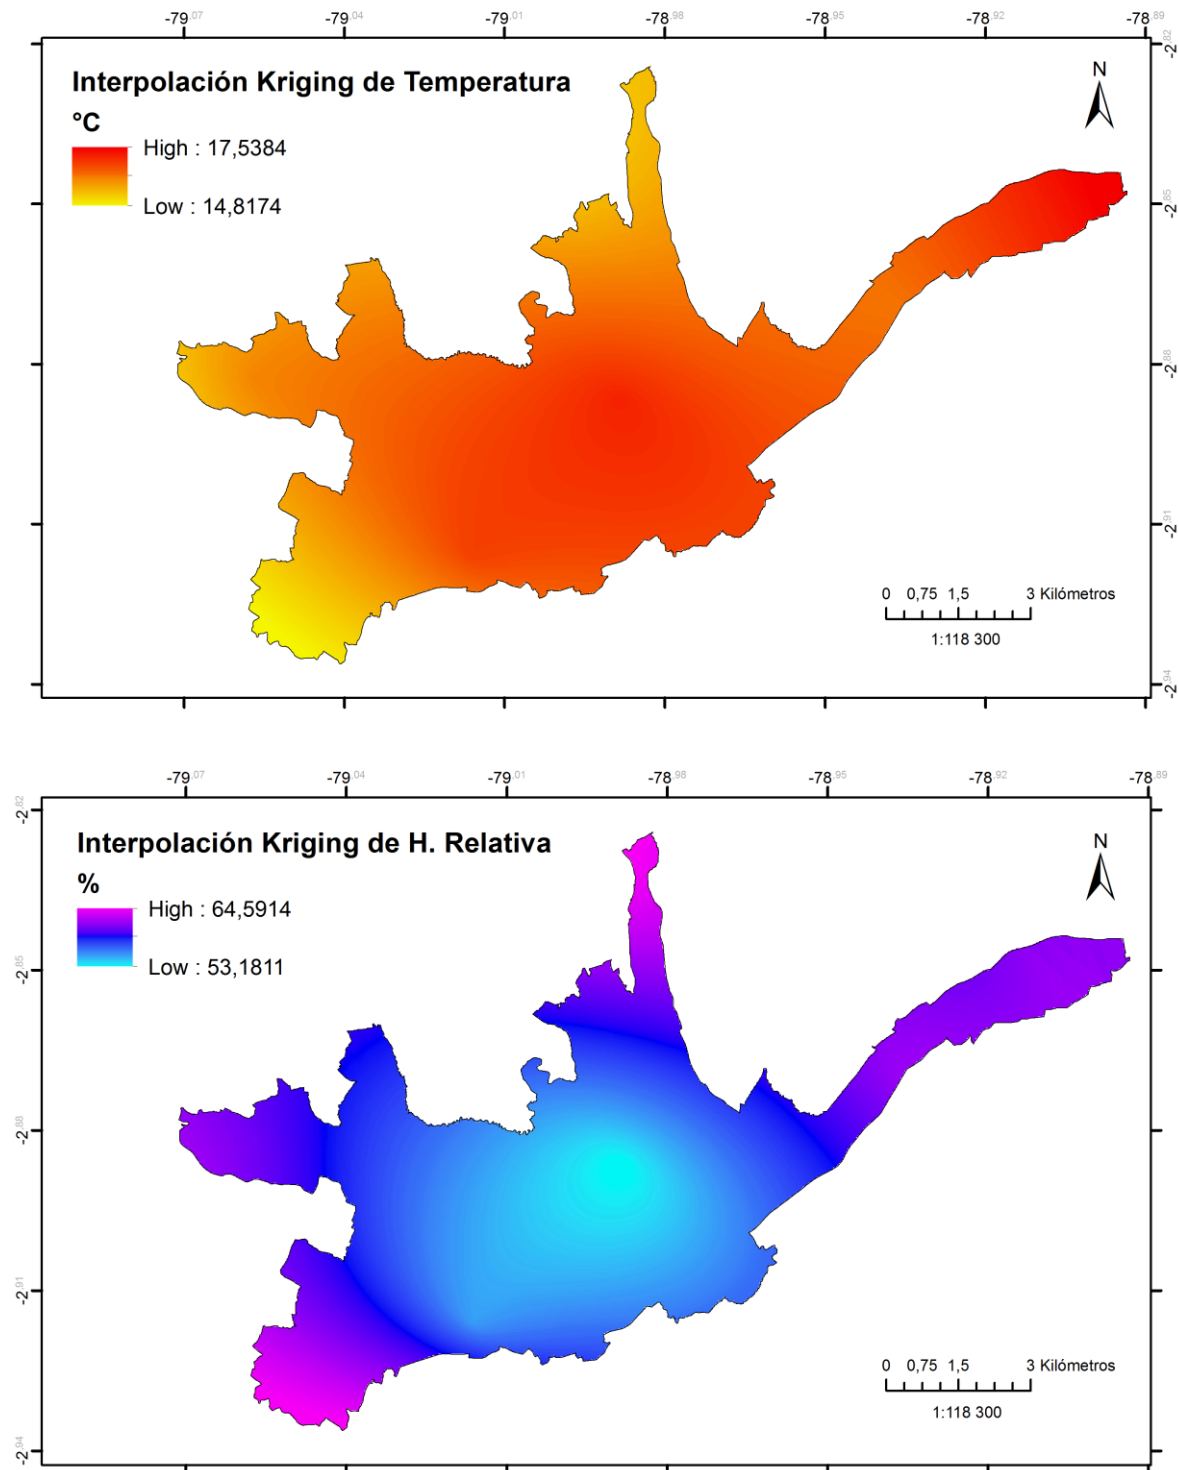 -79.07 -79.04 -79.01 -78.98 -78.95 -78.92 -78.89
Interpolación Kriging de Temperatura
°C
High : 17,5384
Low : 14,8174
N
-2.82
-2.85
-2.88
-2.91
-2.94
0 0,75 1,5 3 Kilómetros
1:118 300
-79.07 -79.04 -79.01 -78.98 -78.95 -78.92 -78.89
Interpolación Kriging de H. Relativa
%
High : 64,5914
Low : 53,1811
N
-2.82
-2.85
-2.88
-2.91
-2.94
0 0,75 1,5 3 Kilómetros
1:118 300